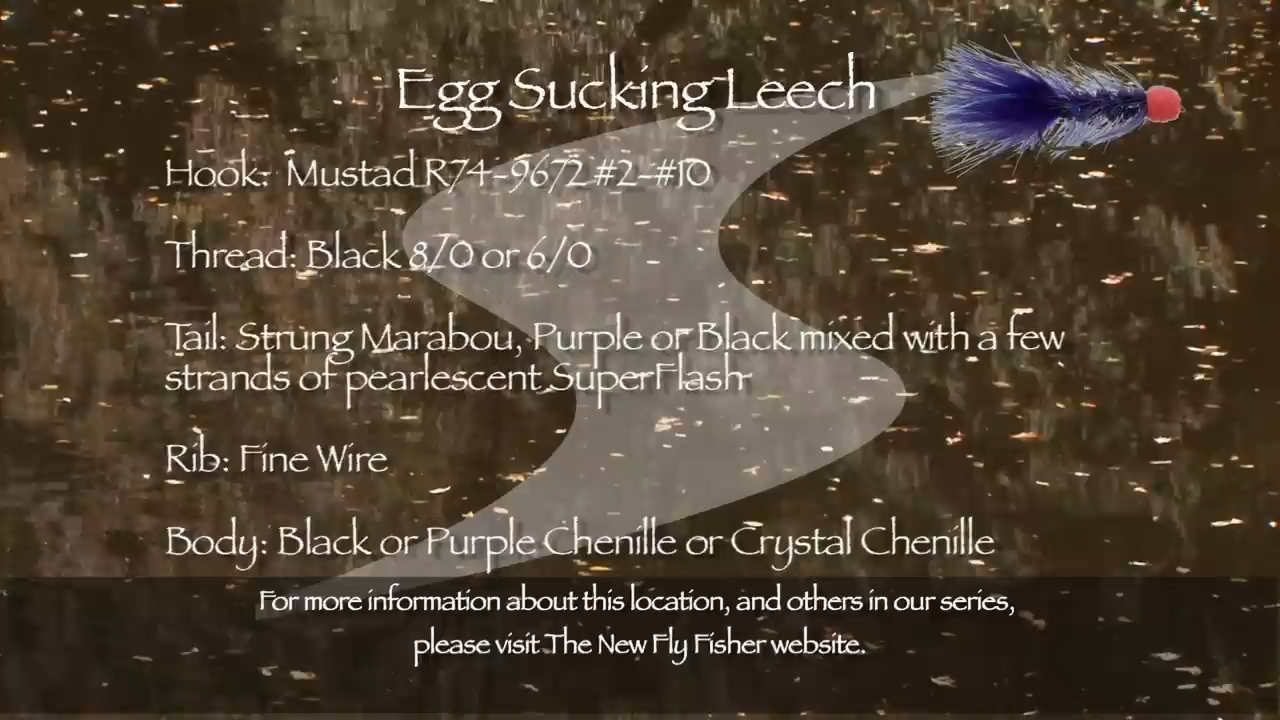 Egg Sucking Leech
Hook: Mustad R74-9672 #2-#10
Thread: Black 8/0 or 6/0
Tail: Strung Marabou, Purple or Black mixed with a few
strands of pearlescent SuperFlash
Rib: Fine Wire
Body: Black or Purple Chenille or Crystal Chenille
For more information about this location, and others in our series,
please visit The New Fly Fisher website.